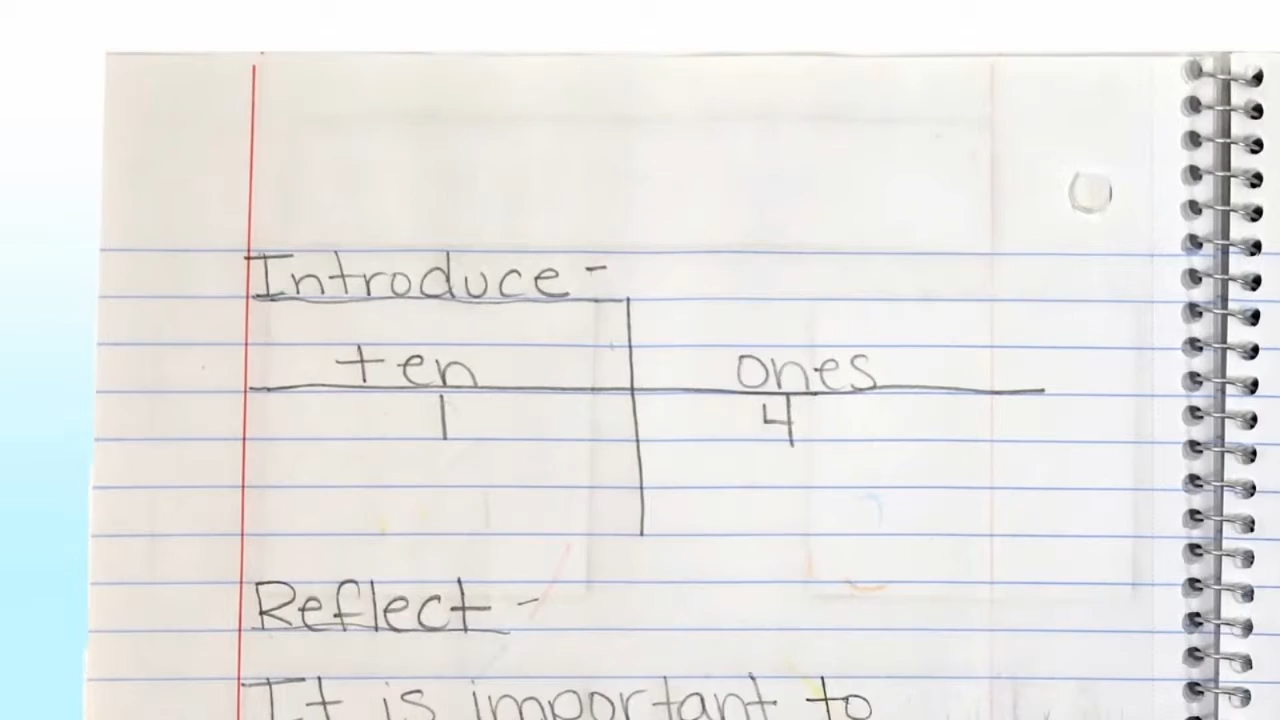 Introduce -
ten ones
1 4
Reflect -
It is important to